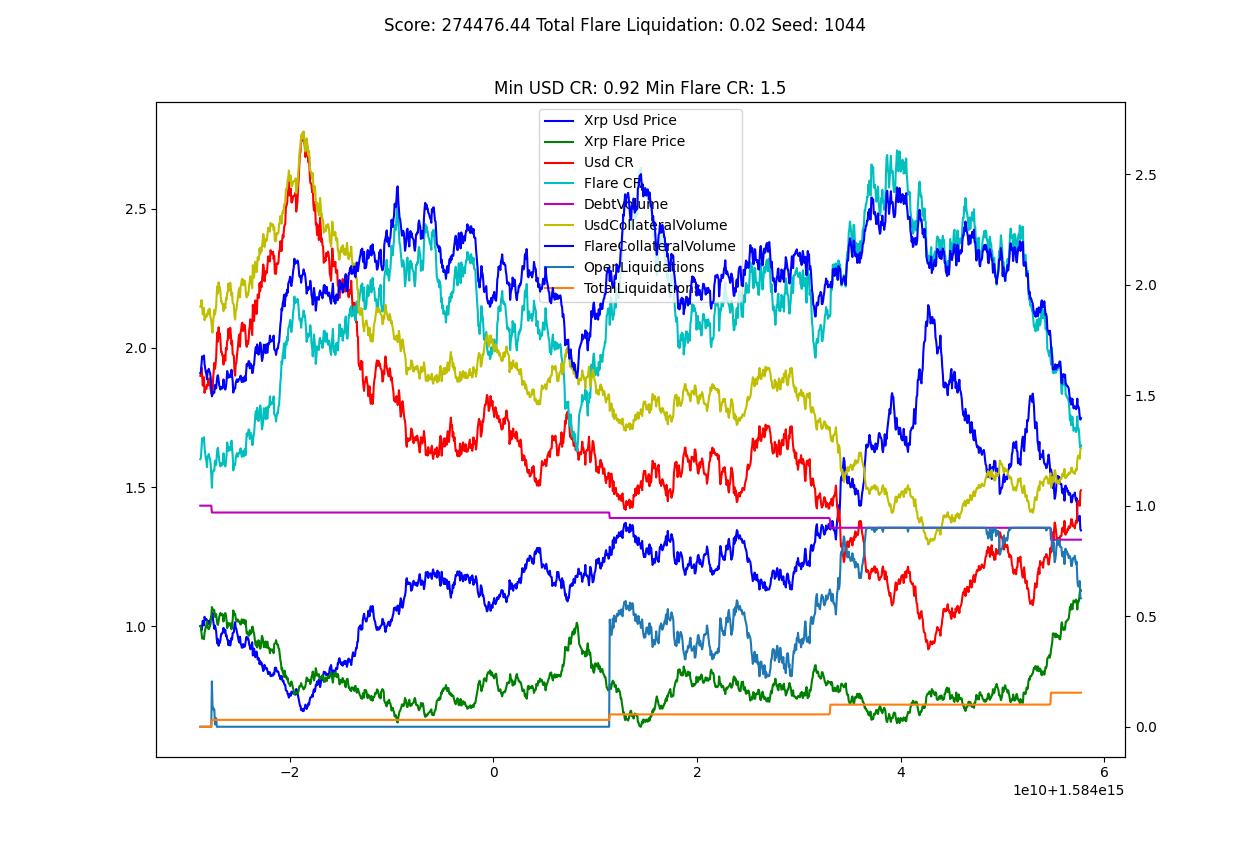 Score: 274476.44 Total Flare Liquidation: 0.02 Seed: 1044
Min USD CR: 0.92 Min Flare CR: 1.5
Xrp Usd Price
Xrp Flare Price
Usd CR
Flare CR
DebtVolume
UsdCollateralVolume
FlareCollateralVolume
OpenLiquidations
TotalLiquidations
2.5
2.0
1.5
1.0
2.5
2.0
1.5
1.0
0.5
0.0
−2
0
2
4
6
1e10+1.584e15